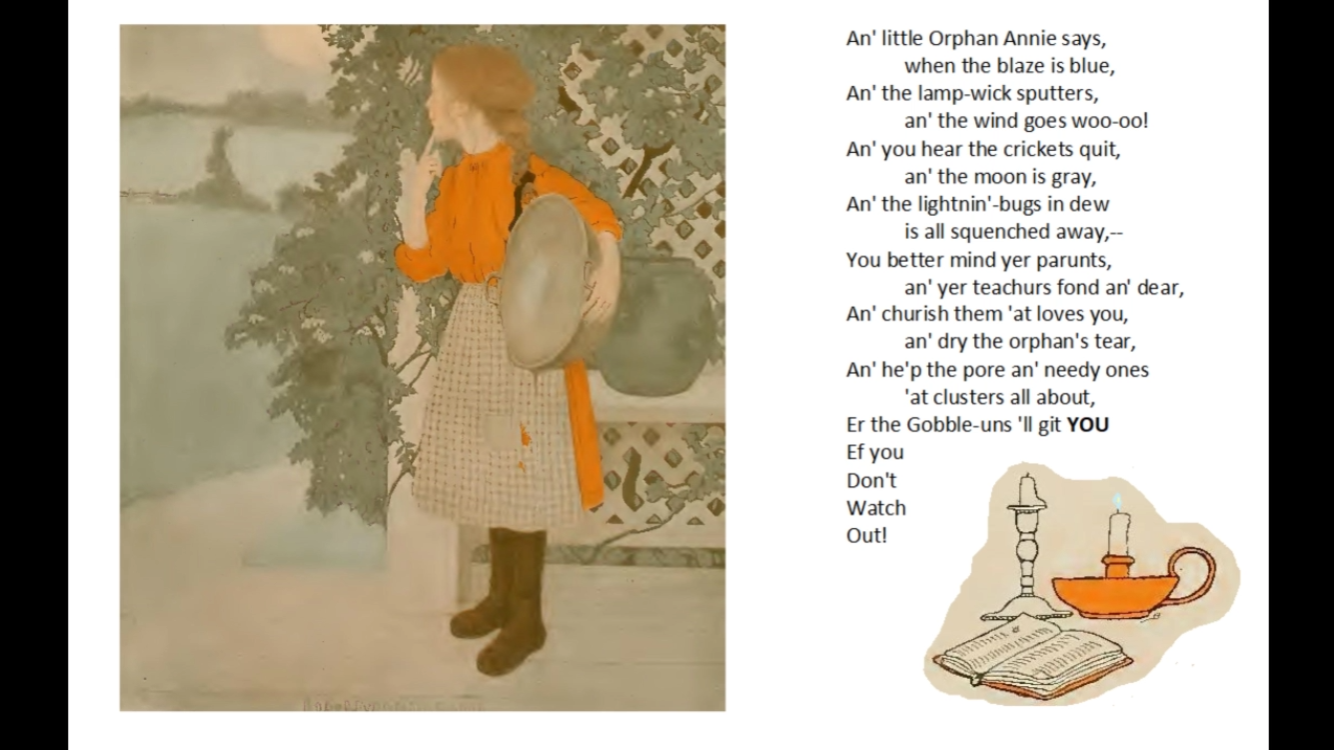 An' little Orphan Annie says,
when the blaze is blue,
An' the lamp-wick sputters,
an' the wind goes woo-oo!
An' you hear the crickets quit,
an' the moon is gray,
An' the lightnin'-bugs in dew
is all squenched away,--
You better mind yer parunts,
an' yer teachurs fond an' dear,
An' churish them 'at loves you,
an' dry the orphan's tear,
An' he'p the pore an' needy ones
'at clusters all about,
Er the Gobble-uns 'll git YOU
Ef you
Don't
Watch
Out!